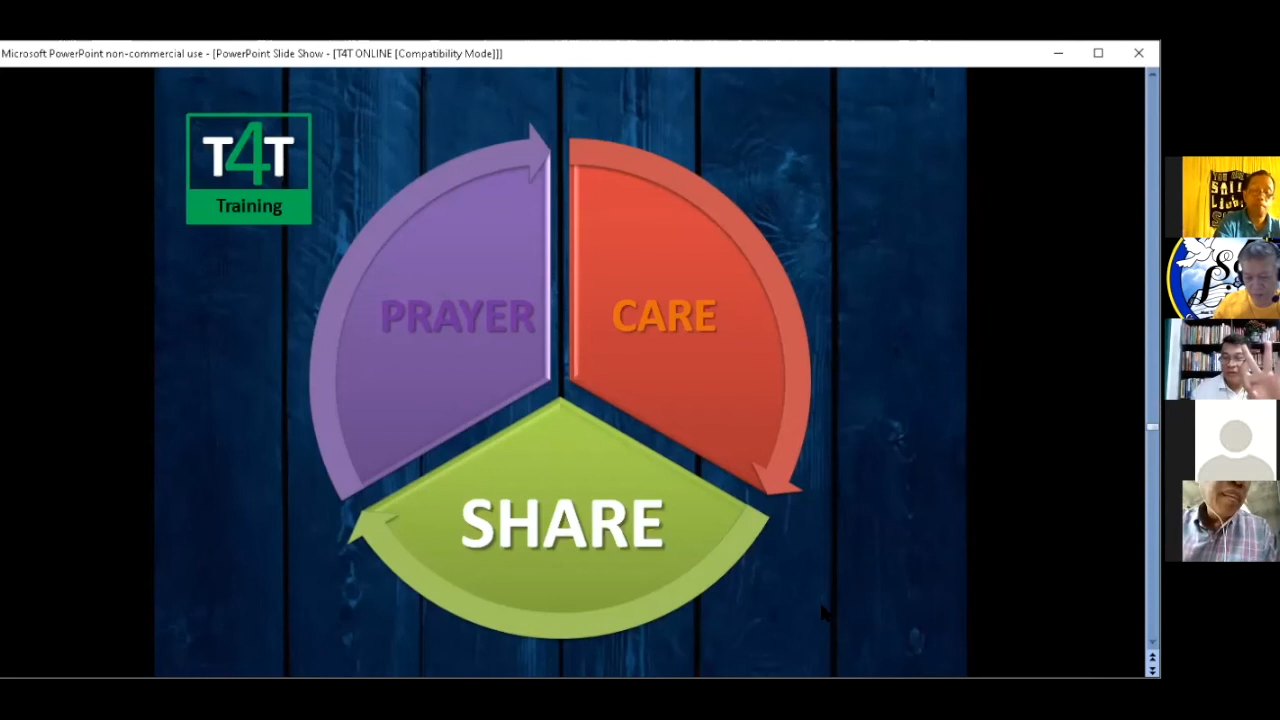 Microsoft PowerPoint non-commercial use - [PowerPoint Slide Show - [T4T ONLINE [Compatibility Mode]]]
T4T
Training
PRAYER
CARE
SHARE